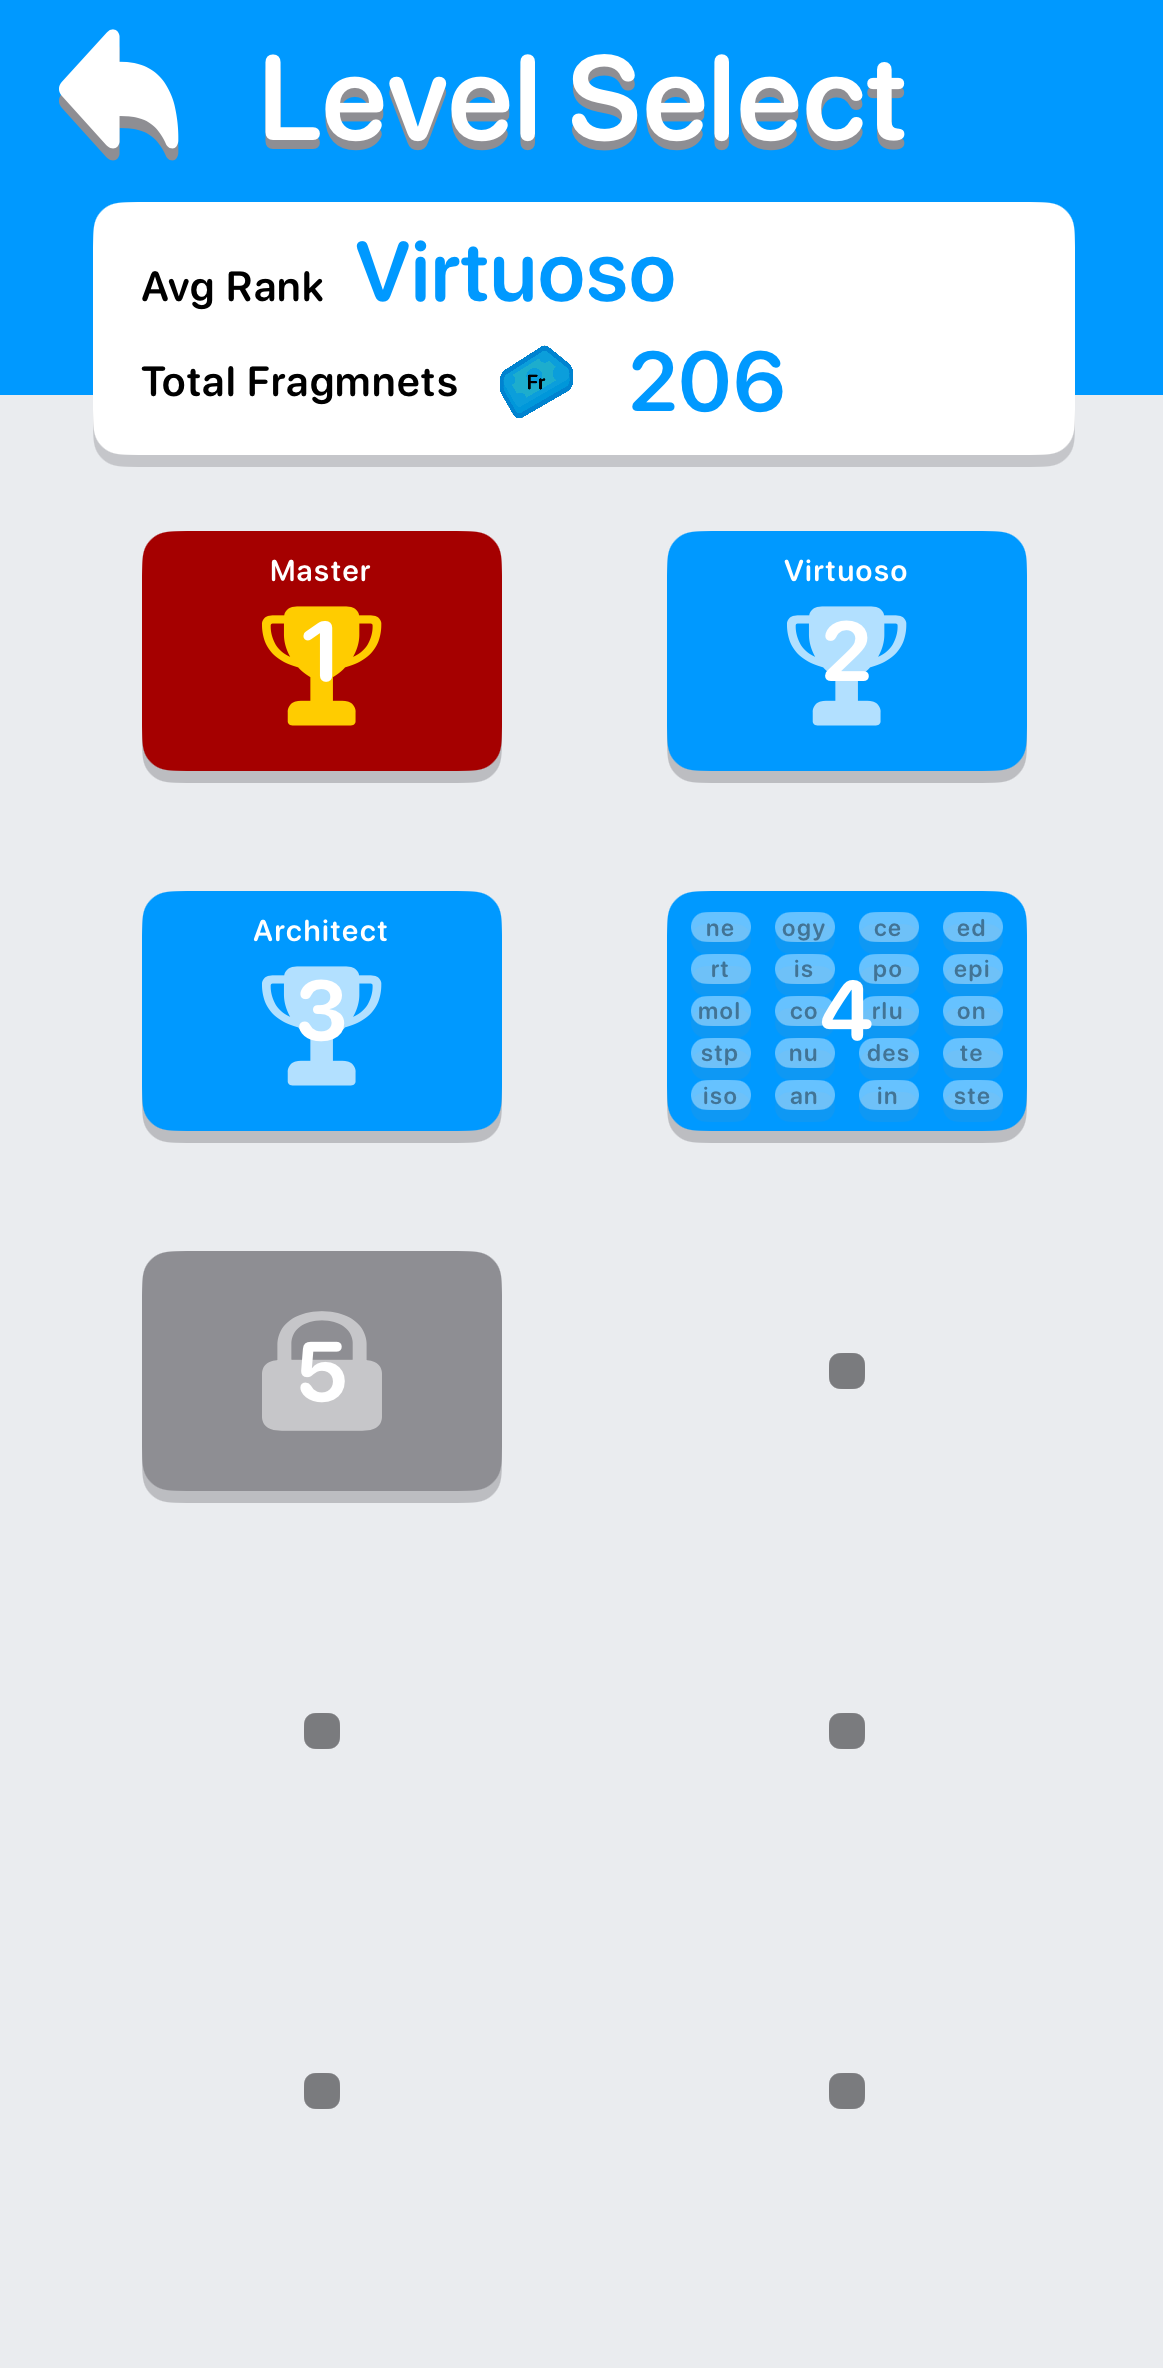 Level Select
Avg Rank Virtuoso
Total Fragmnets Fr 206
Master
1
Virtuoso
2
Architect
3
ne ogy ce ed
rt is po epi
mol co 4 rlu on
stp nu des te
iso an in ste
5